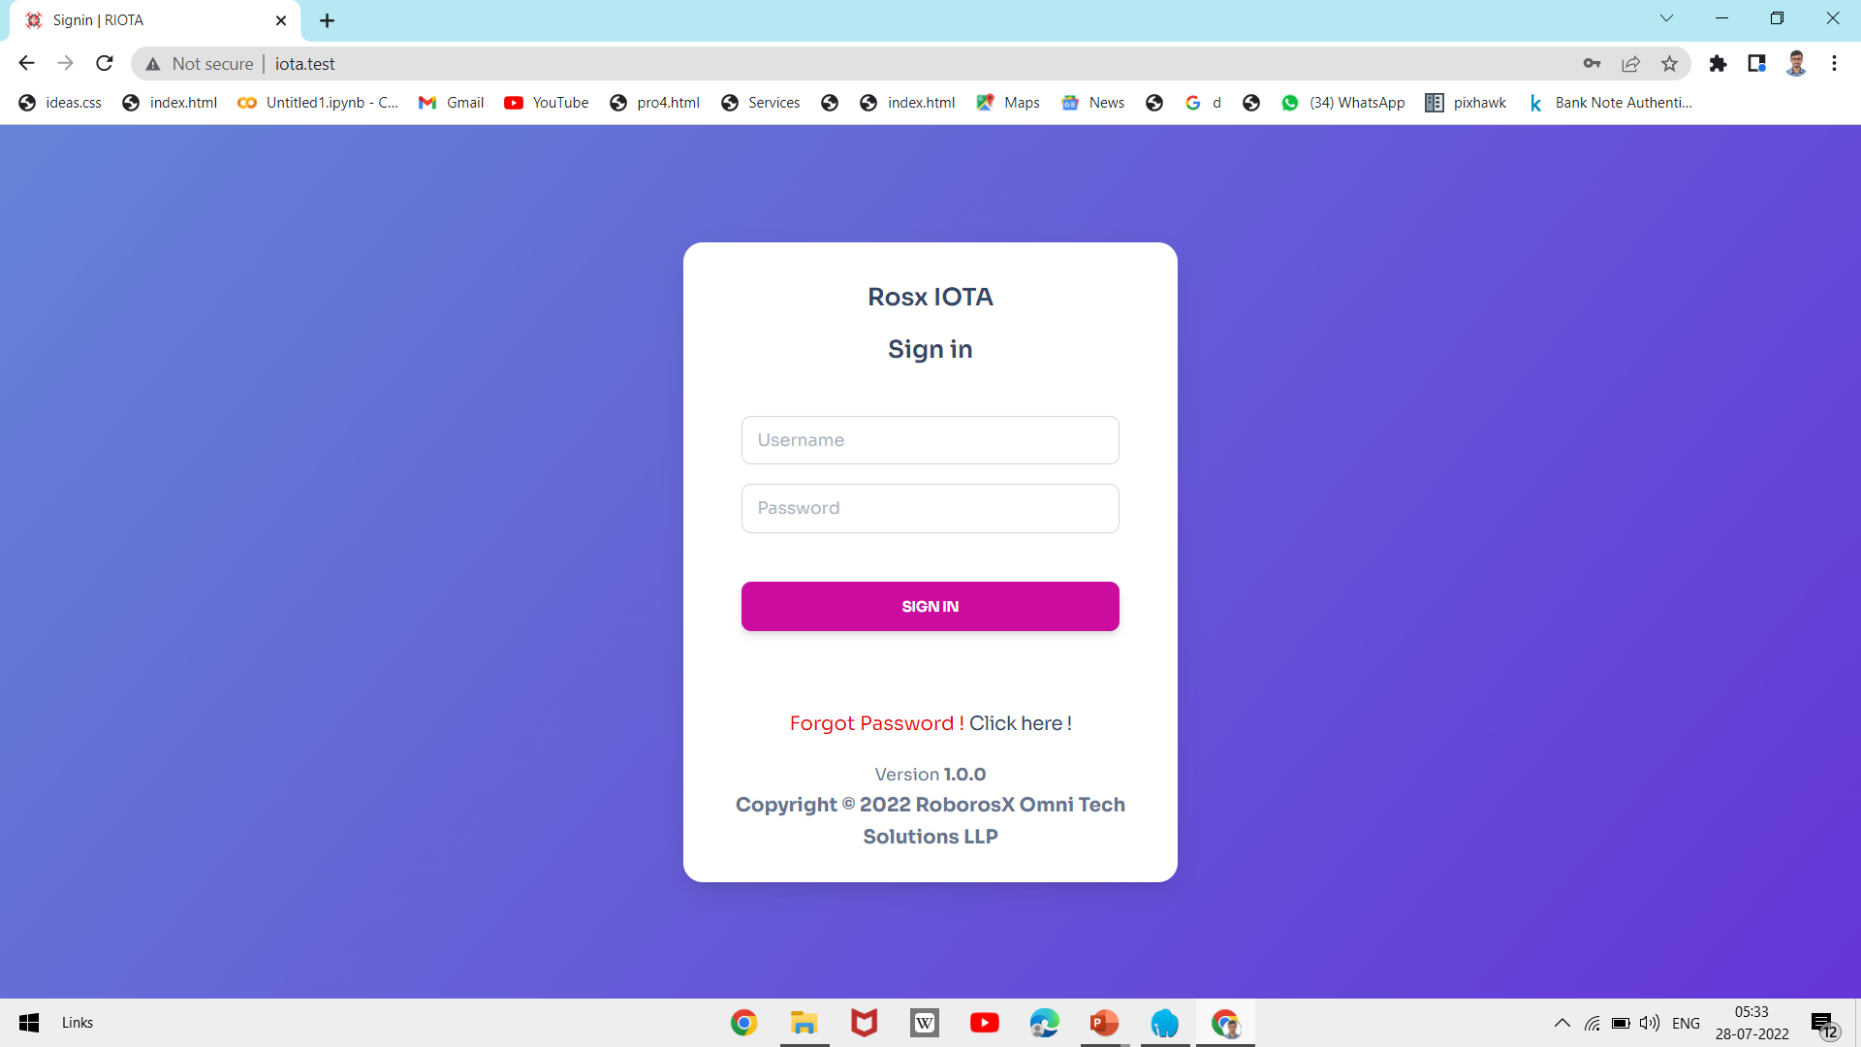 Signin | RIOTA
Not secure | iota.test
ideas.css index.html Untitled1.ipynb - C... Gmail YouTube pro4.html Services index.html Maps News d (34) WhatsApp pixhawk Bank Note Authenti...
Rosx IOTA
Sign in
Username
Password
SIGN IN
Forgot Password ! Click here !
Version 1.0.0
Copyright © 2022 RoborosX Omni Tech
Solutions LLP
Links
ENG
05:33
28-07-2022
12